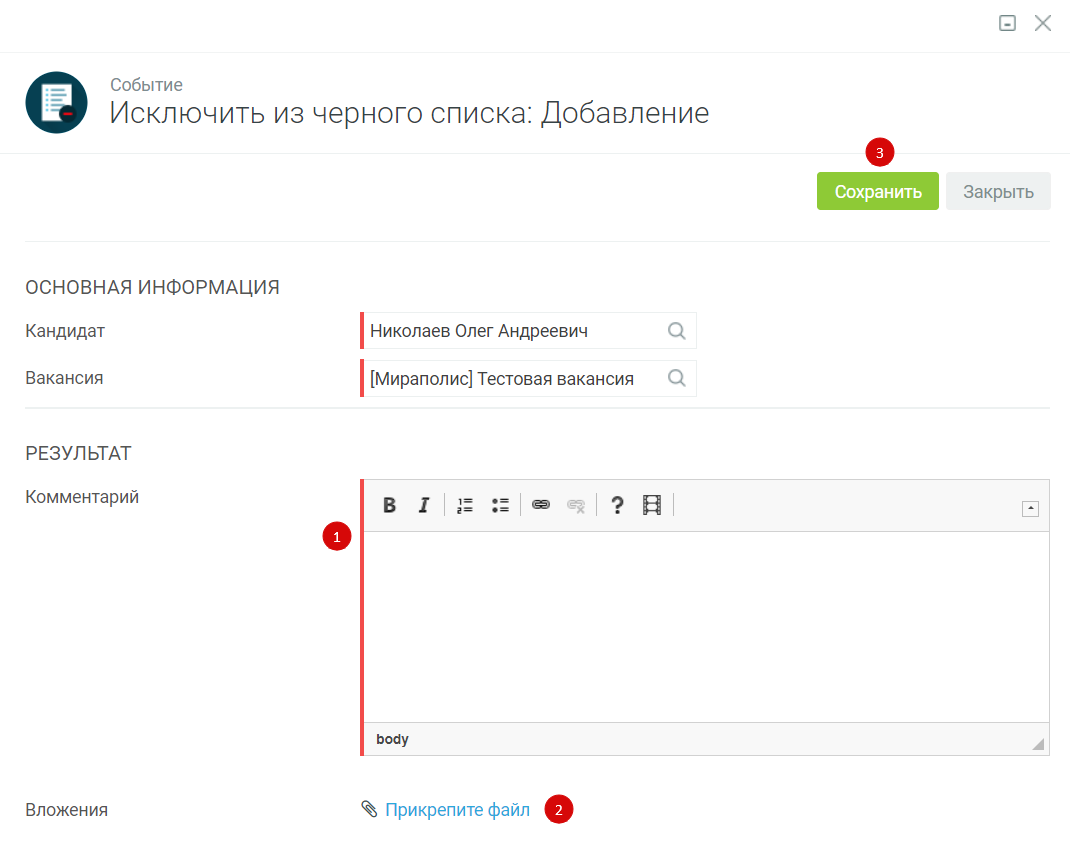 Событие
Исключить из черного списка: Добавление
3
Сохранить Закрыть
ОСНОВНАЯ ИНФОРМАЦИЯ
Кандидат Николаев Олег Андреевич
Вакансия [Мираполис] Тестовая вакансия
РЕЗУЛЬТАТ
Комментарий
B I ?
1
body
Вложения Прикрепите файл 2